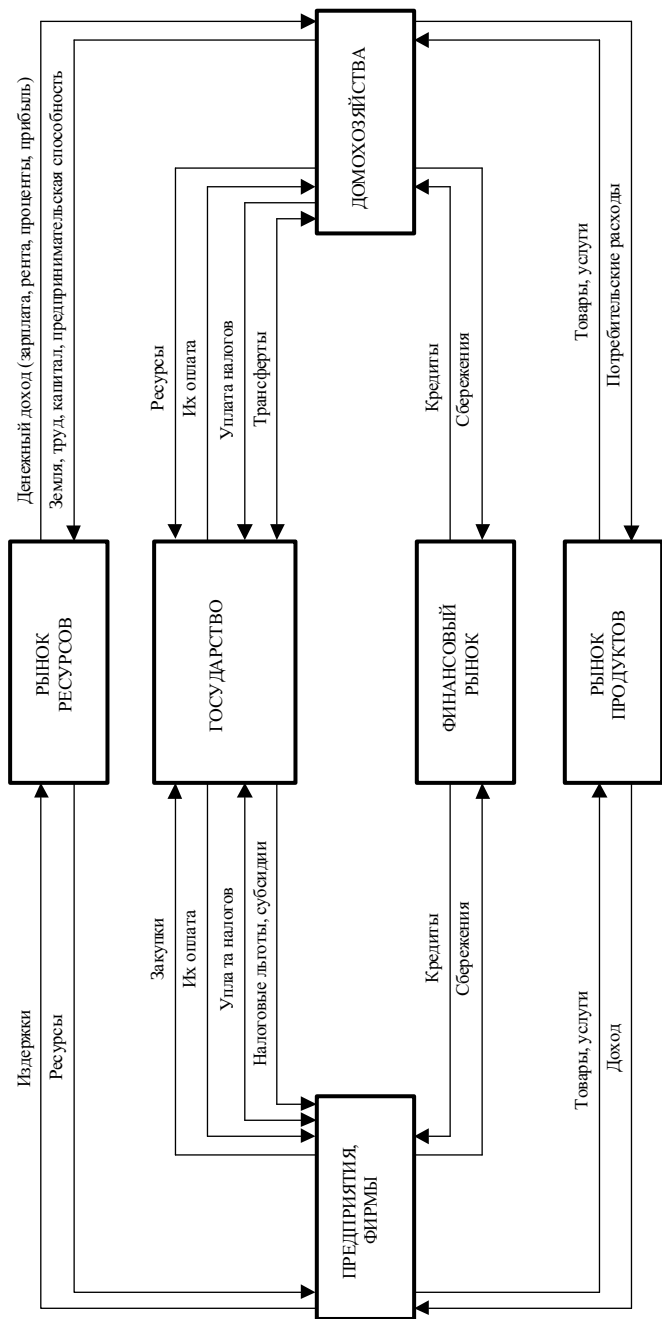 Денежный доход (зарплата, рента, проценты, прибыль)
Земля, труд, капитал, предпринимательская способность
Издержки
Ресурсы
РЫНОК
РЕСУРСОВ
Закупки
Их оплата
Упла та налогов
Налоговые льготы, субсидии
ГОСУДАРСТВО
Ресурсы
Их оплата
Уплата налогов
Трансферты
ПРЕДПРИЯТИЯ,
ФИРМЫ
ДОМОХОЗЯЙСТВА
Кредиты
Сбережения
ФИНАНСОВЫЙ
РЫНОК
Кредиты
Сбережения
Товары, услуги
Доход
РЫНОК
ПРОДУКТОВ
Товары, услуги
Потребительские расходы